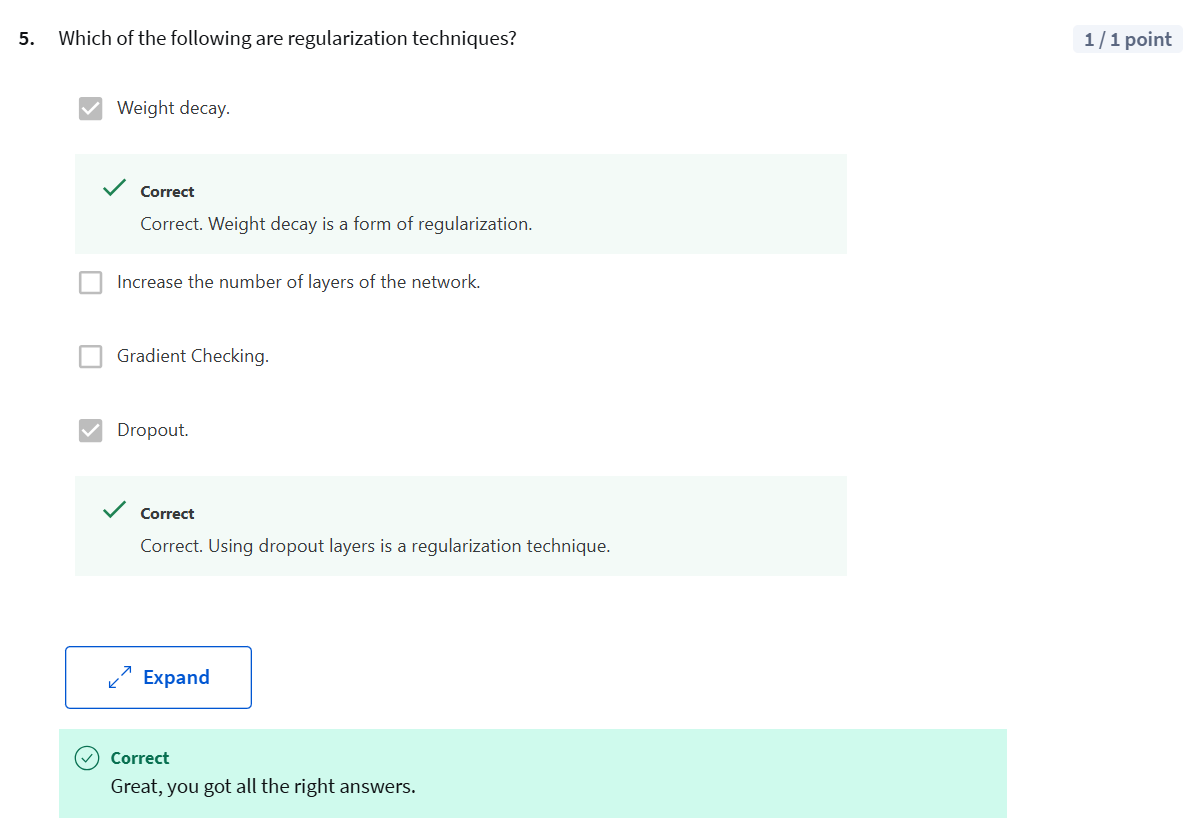 5. Which of the following are regularization techniques?
1 / 1 point
Weight decay.
Correct
Correct. Weight decay is a form of regularization.
Increase the number of layers of the network.
Gradient Checking.
Dropout.
Correct
Correct. Using dropout layers is a regularization technique.
Expand
Correct
Great, you got all the right answers.